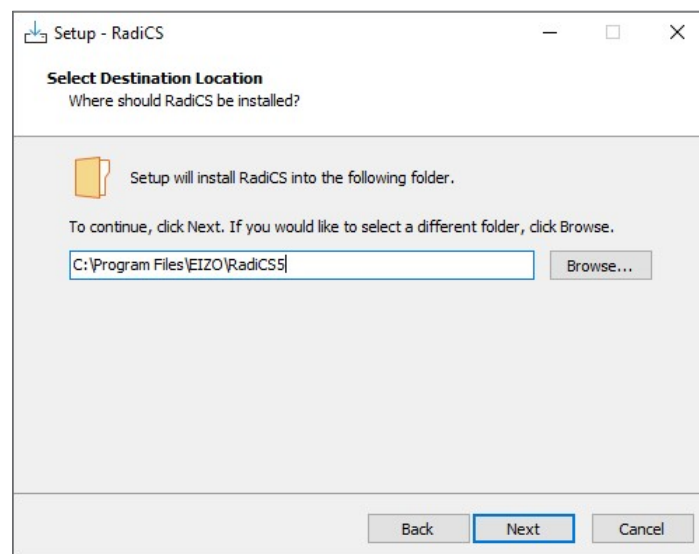 Setup - RadiCS
Select Destination Location
Where should RadiCS be installed?
Setup will install RadiCS into the following folder.
To continue, click Next. If you would like to select a different folder, click Browse.
C:\Program Files\EIZO\RadiCS5
Browse...
Back
Next
Cancel